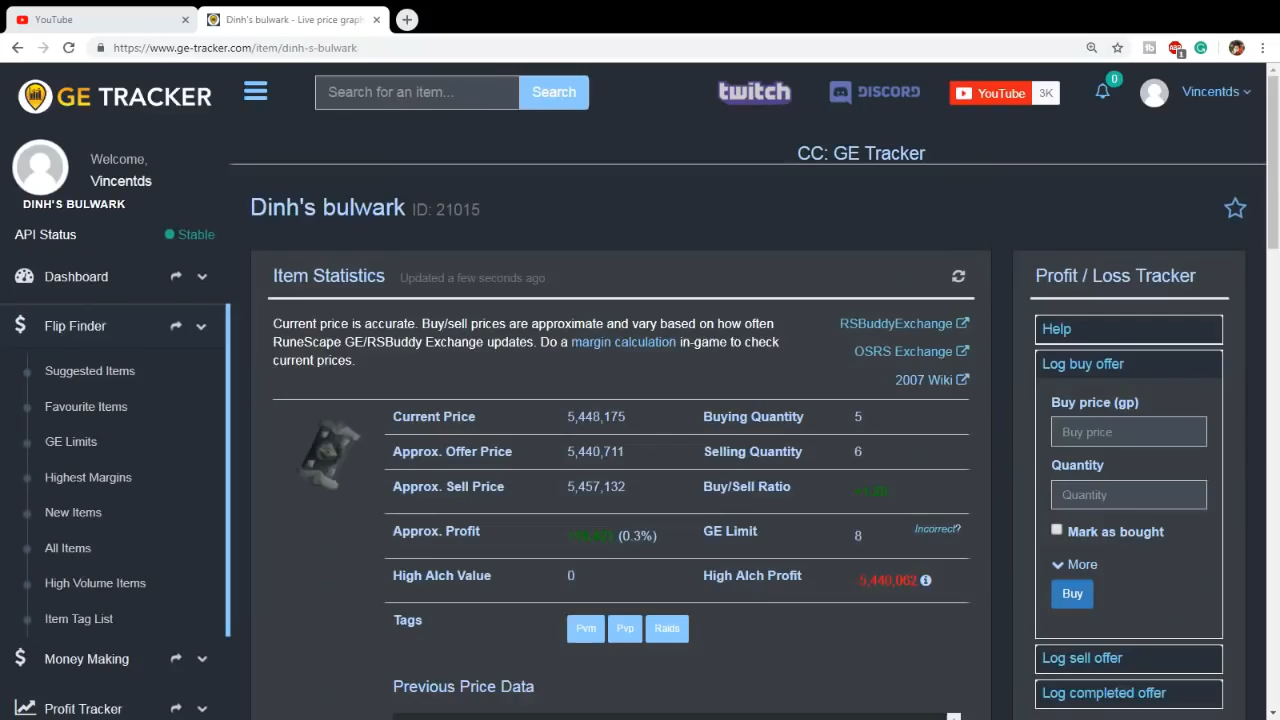 YouTube
Dinh's bulwark - Live price grap
https://www.ge-tracker.com/item/dinh-s-bulwark
1
GE TRACKER
Search for an item...
Search
twitch
DISCORD
YouTube 3K
0
Vincentds
CC: GE Tracker
Welcome,
Vincentds
DINH'S BULWARK
API Status
Stable
Dashboard
Flip Finder
Suggested Items
Favourite Items
GE Limits
Highest Margins
New Items
All Items
High Volume Items
Item Tag List
Money Making
Profit Tracker
Dinh's bulwark ID: 21015
Item Statistics Updated a few seconds ago
Current price is accurate. Buy/sell prices are approximate and vary based on how often
RuneScape GE/RSBuddy Exchange updates. Do a margin calculation in-game to check
current prices.
RSBuddyExchange
OSRS Exchange
2007 Wiki
Current Price 5,448,175 Buying Quantity 5
Approx. Offer Price 5,440,711 Selling Quantity 6
Approx. Sell Price 5,457,132 Buy/Sell Ratio
Approx. Profit (0.3%) GE Limit 8 Incorrect?
High Alch Value 0 High Alch Profit -5,440,062
Tags Pvm Pvp Raids
Previous Price Data
Profit / Loss Tracker
Help
Log buy offer
Buy price (gp)
Buy price
Quantity
Quantity
Mark as bought
More
Buy
Log sell offer
Log completed offer